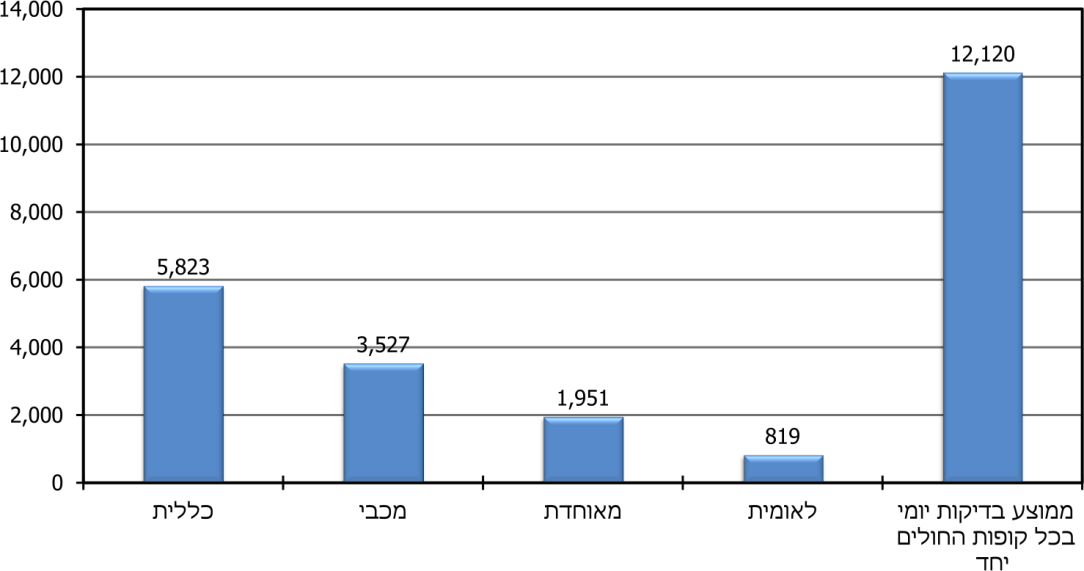 14,000
12,000
10,000
8,000
6,000
4,000
2,000
0
5,823
3,527
1,951
819
12,120
כללית
מכבי
מאוחדת
לאומית
ממוצע בדיקות יומי
בכל קופות החולים
יחד